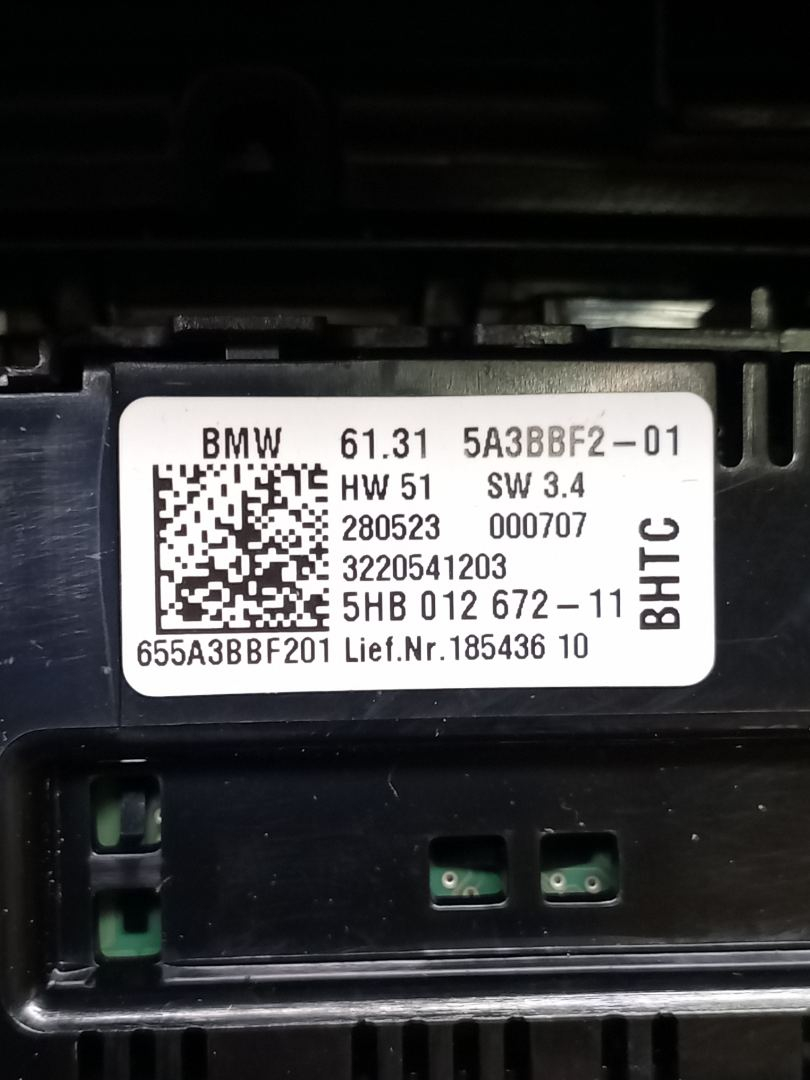 BMW 61.31 5A3BBF2-01
HW 51 SW 3.4
280523 000707
3220541203
5HB 012 672-11
BHTC
655A3BBF201 Lief.Nr.185436 10